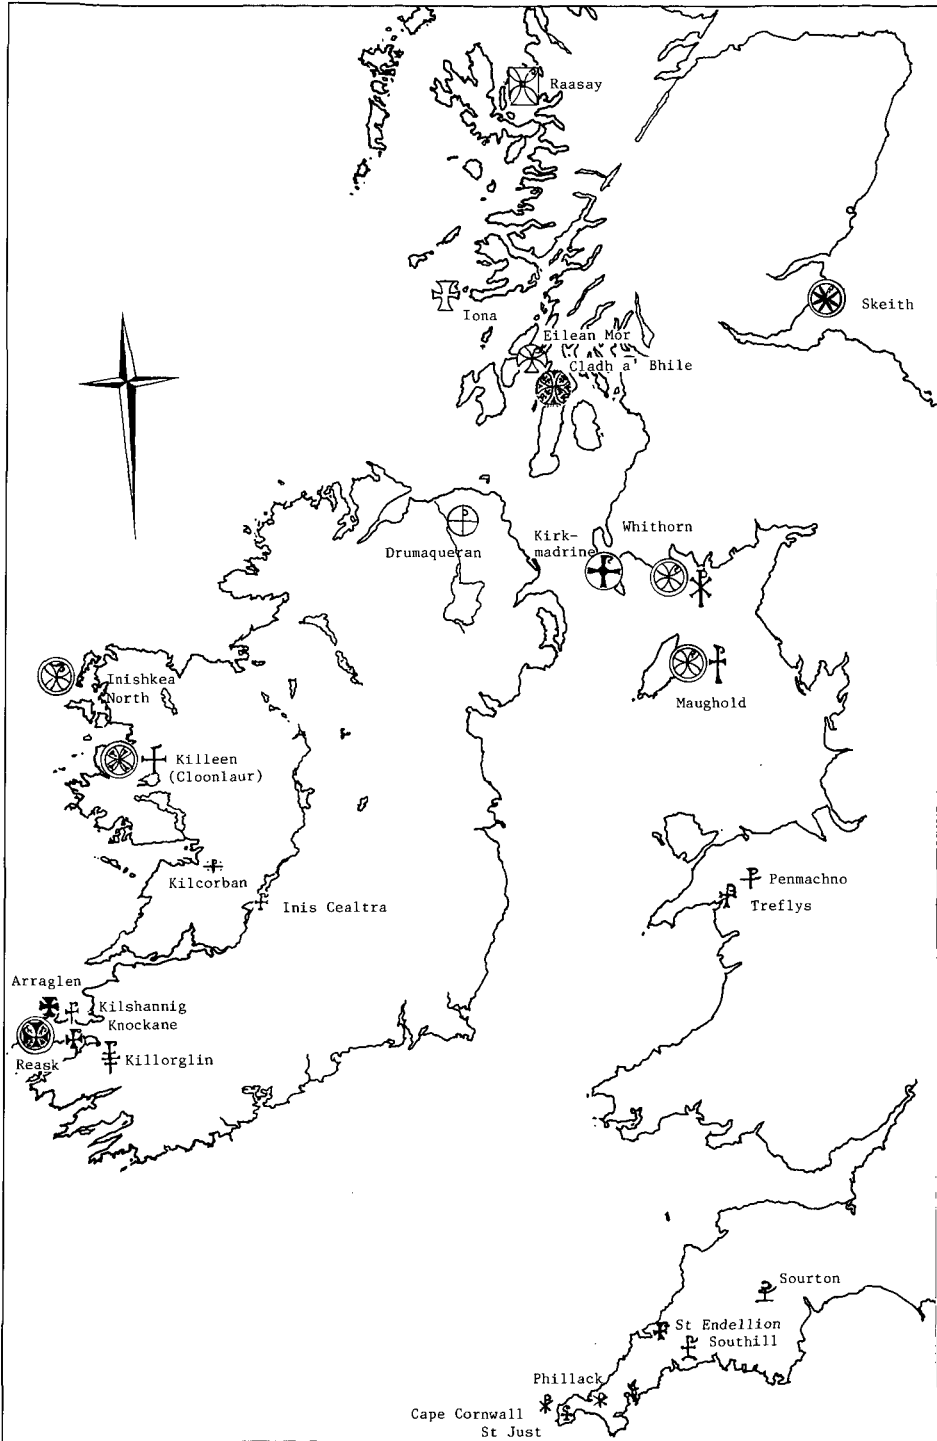 Raasay
Skeith
Iona
Eilean Mor
Cladh a' Bhile
Whithorn
Kirk-
madrine
Drumaqueran
Inishkea
North
Maughold
Killeen
(Cloonlaur)
Kilcorban
Inis Cealtra
Penmachno
Treflys
Arraglen
Kilshannig
Knockane
Reask
Killorglin
Sourton
St Endellion
Southill
Phillack
Cape Cornwall
St Just